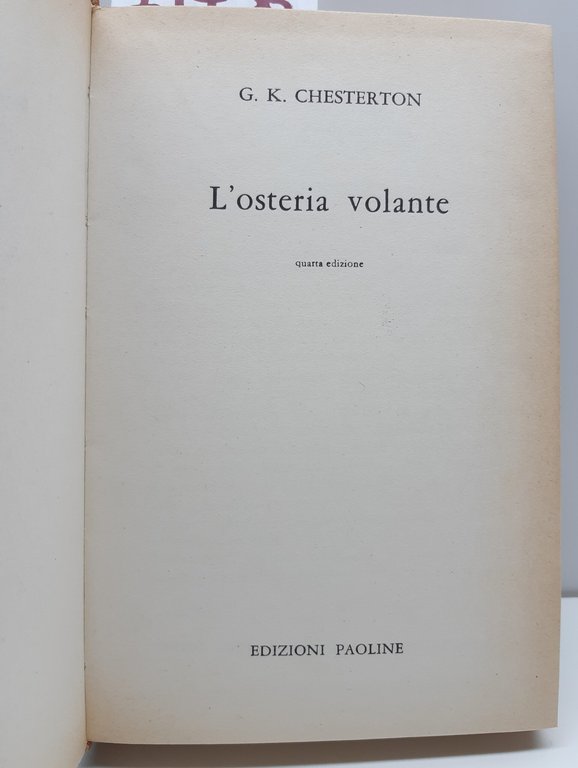 G. K. CHESTERTON
L'osteria volante
quarta edizione
EDIZIONI PAOLINE